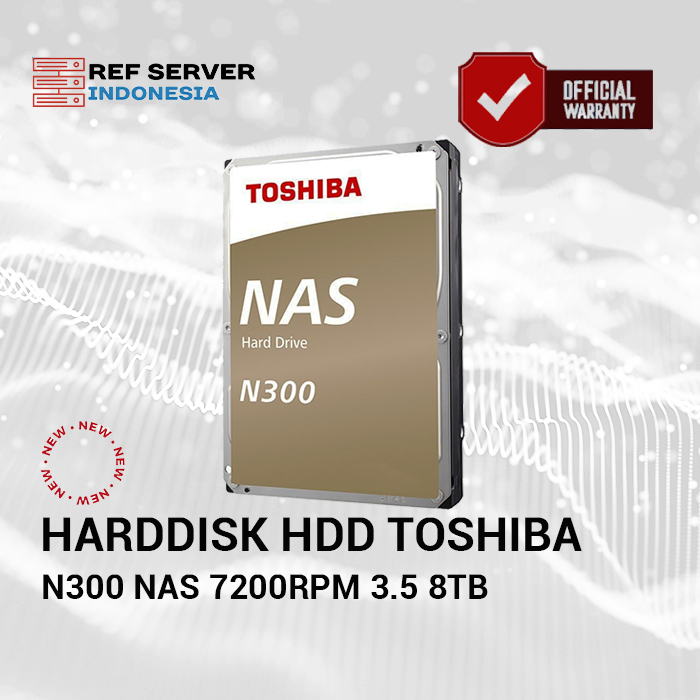 REF SERVER
INDONESIA
OFFICIAL
WARRANTY
TOSHIBA
NAS
Hard Drive
N300
NEW • NEW • NEW • NEW • NEW •
HARDDISK HDD TOSHIBA
N300 NAS 7200RPM 3.5 8TB